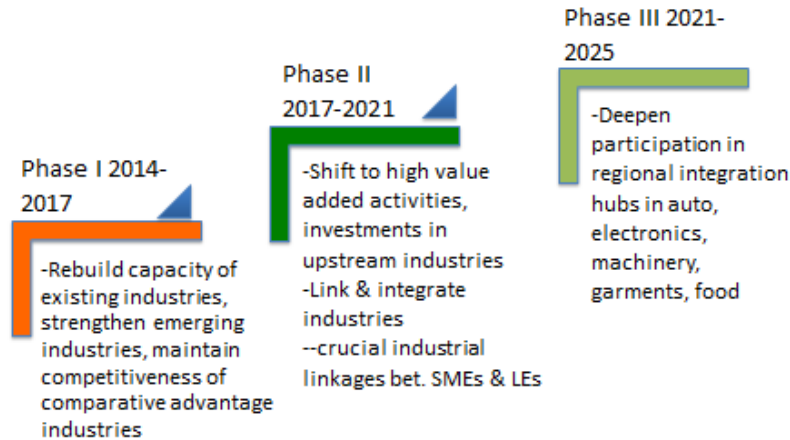 Phase I 2014-
2017
-Rebuild capacity of
existing industries,
strengthen emerging
industries, maintain
competitiveness of
comparative advantage
industries
Phase II
2017-2021
-Shift to high value
added activities,
investments in
upstream industries
-Link & integrate
industries
--crucial industrial
linkages bet. SMEs & LEs
Phase III 2021-
2025
-Deepen
participation in
regional integration
hubs in auto,
electronics,
machinery,
garments, food